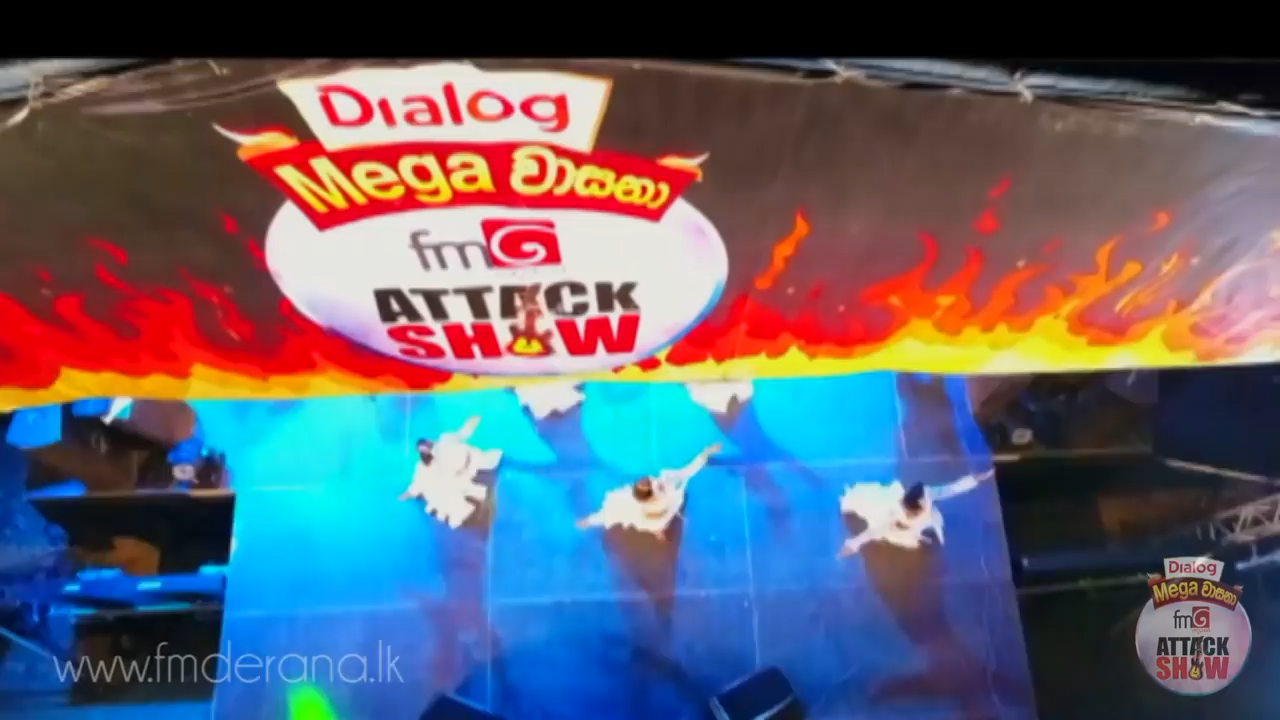 Dialog
Mega වාසනා
fm
ATTACK
SHOW
www.fmderana.lk
Dialog
Mega වාසනා
fm
ATTACK
SHOW